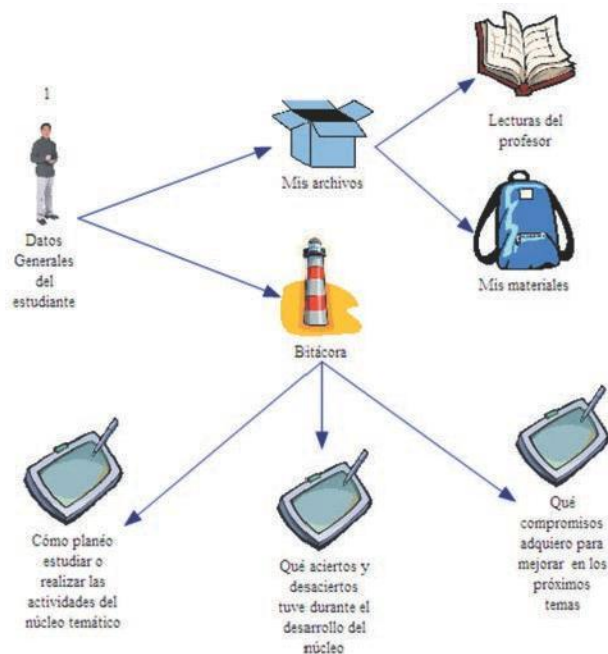 1
Datos
Generales
del
estudiante
Mis archivos
Lecturas del
profesor
Mis materiales
Bitácora
Cómo planéo
estudiar o
realizar las
actividades del
núcleo temático
Qué aciertos y
desaciertos
tuve durante el
desarrollo del
núcleo
Qué
compromisos
adquiero para
mejorar en los
próximos
temas